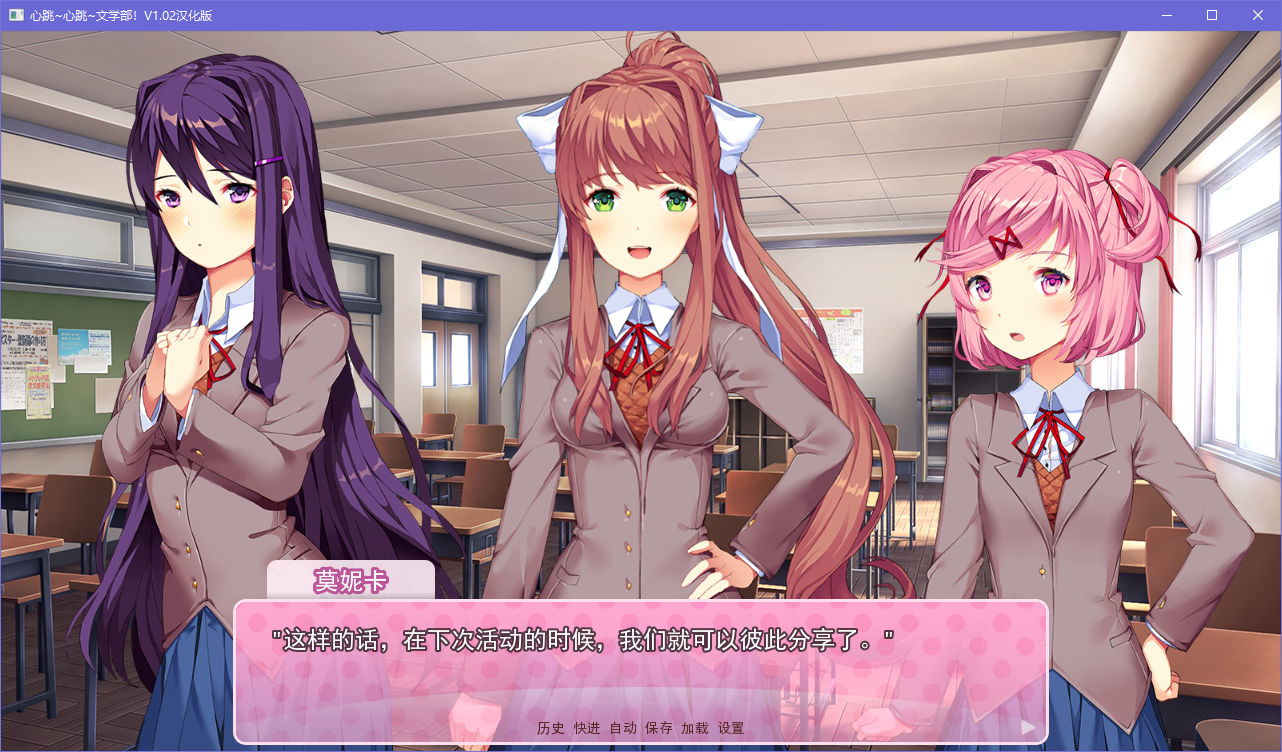 心跳~心跳~文学部！V1.02汉化版
莫妮卡
"这样的话，在下次活动的时候，我们就可以彼此分享了。"
历史 快进 自动 保存 加载 设置